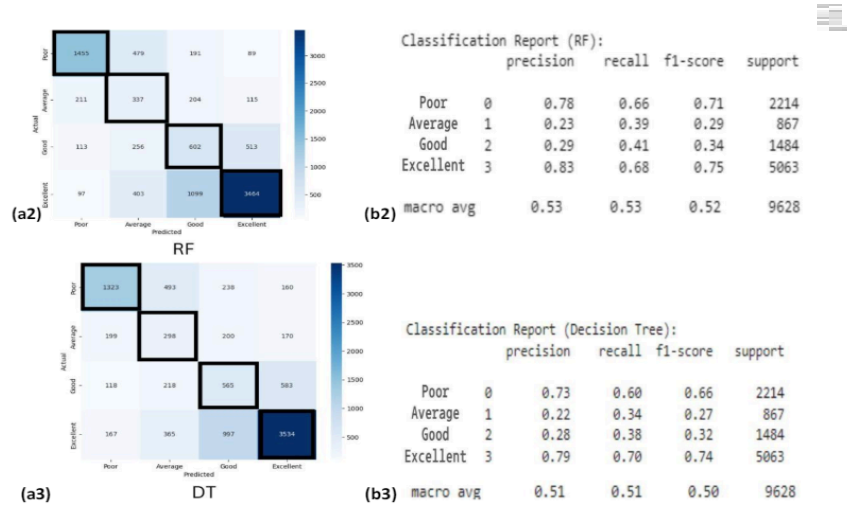 Poor 1455 479 191 89
Average 211 337 204 115
Good 113 256 602 513
Excellent 97 403 1099 3464
Actual
Poor Average Good Excellent
Predicted
3000
2500
2000
1500
1000
500
(a2)
RF
Classification Report (RF):
precision recall f1-score support
Poor 0 0.78 0.66 0.71 2214
Average 1 0.23 0.39 0.29 867
Good 2 0.29 0.41 0.34 1484
Excellent 3 0.83 0.68 0.75 5063
macro avg 0.53 0.53 0.52 9628
(b2)
Poor 1323 493 238 160
Average 199 298 200 170
Good 118 218 565 583
Excellent 167 365 997 3534
Actual
Poor Average Good Excellent
Predicted
3500
3000
2500
2000
1500
1000
500
(a3)
DT
Classification Report (Decision Tree):
precision recall f1-score support
Poor 0 0.73 0.60 0.66 2214
Average 1 0.22 0.34 0.27 867
Good 2 0.28 0.38 0.32 1484
Excellent 3 0.79 0.70 0.74 5063
(b3) macro avg 0.51 0.51 0.50 9628